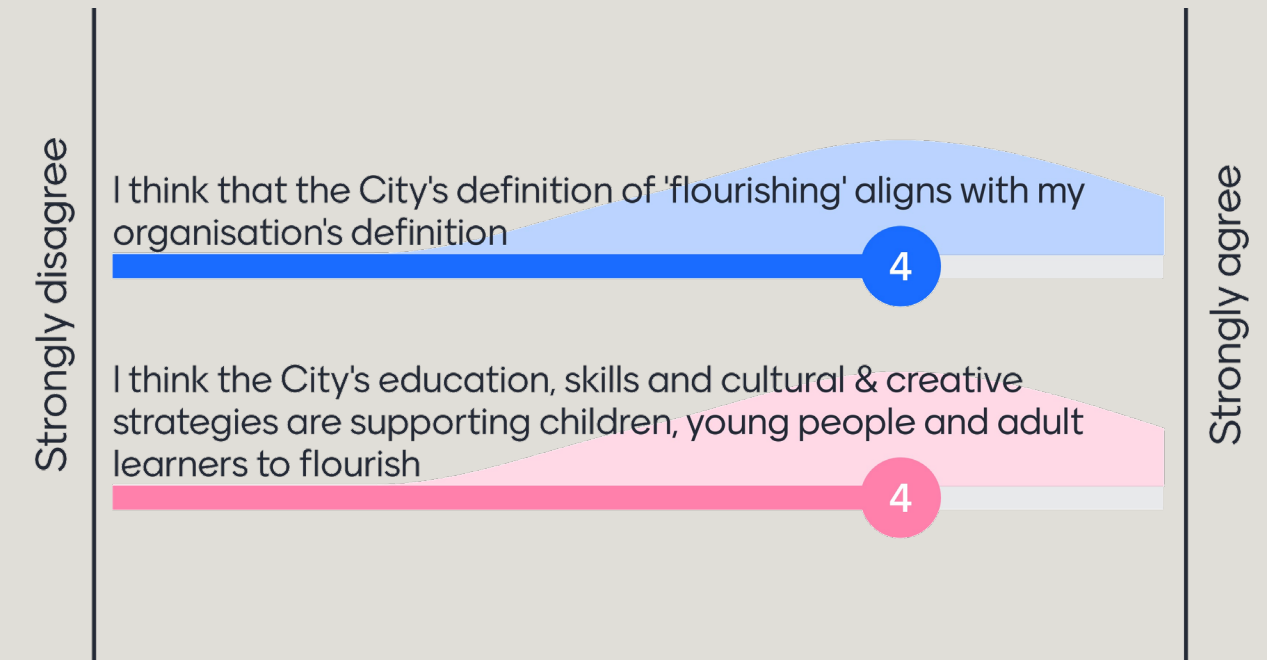 Strongly disagree
I think that the City's definition of 'flourishing' aligns with my
organisation's definition
4
I think the City's education, skills and cultural & creative
strategies are supporting children, young people and adult
learners to flourish
4
Strongly agree